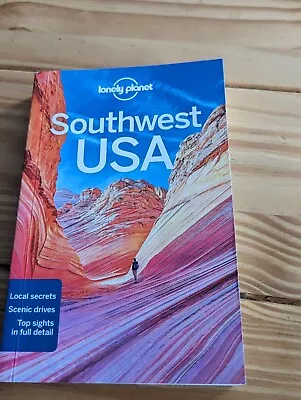 lonely planet
Southwest
USA
Local secrets
Scenic drives
Top sights
in full detail